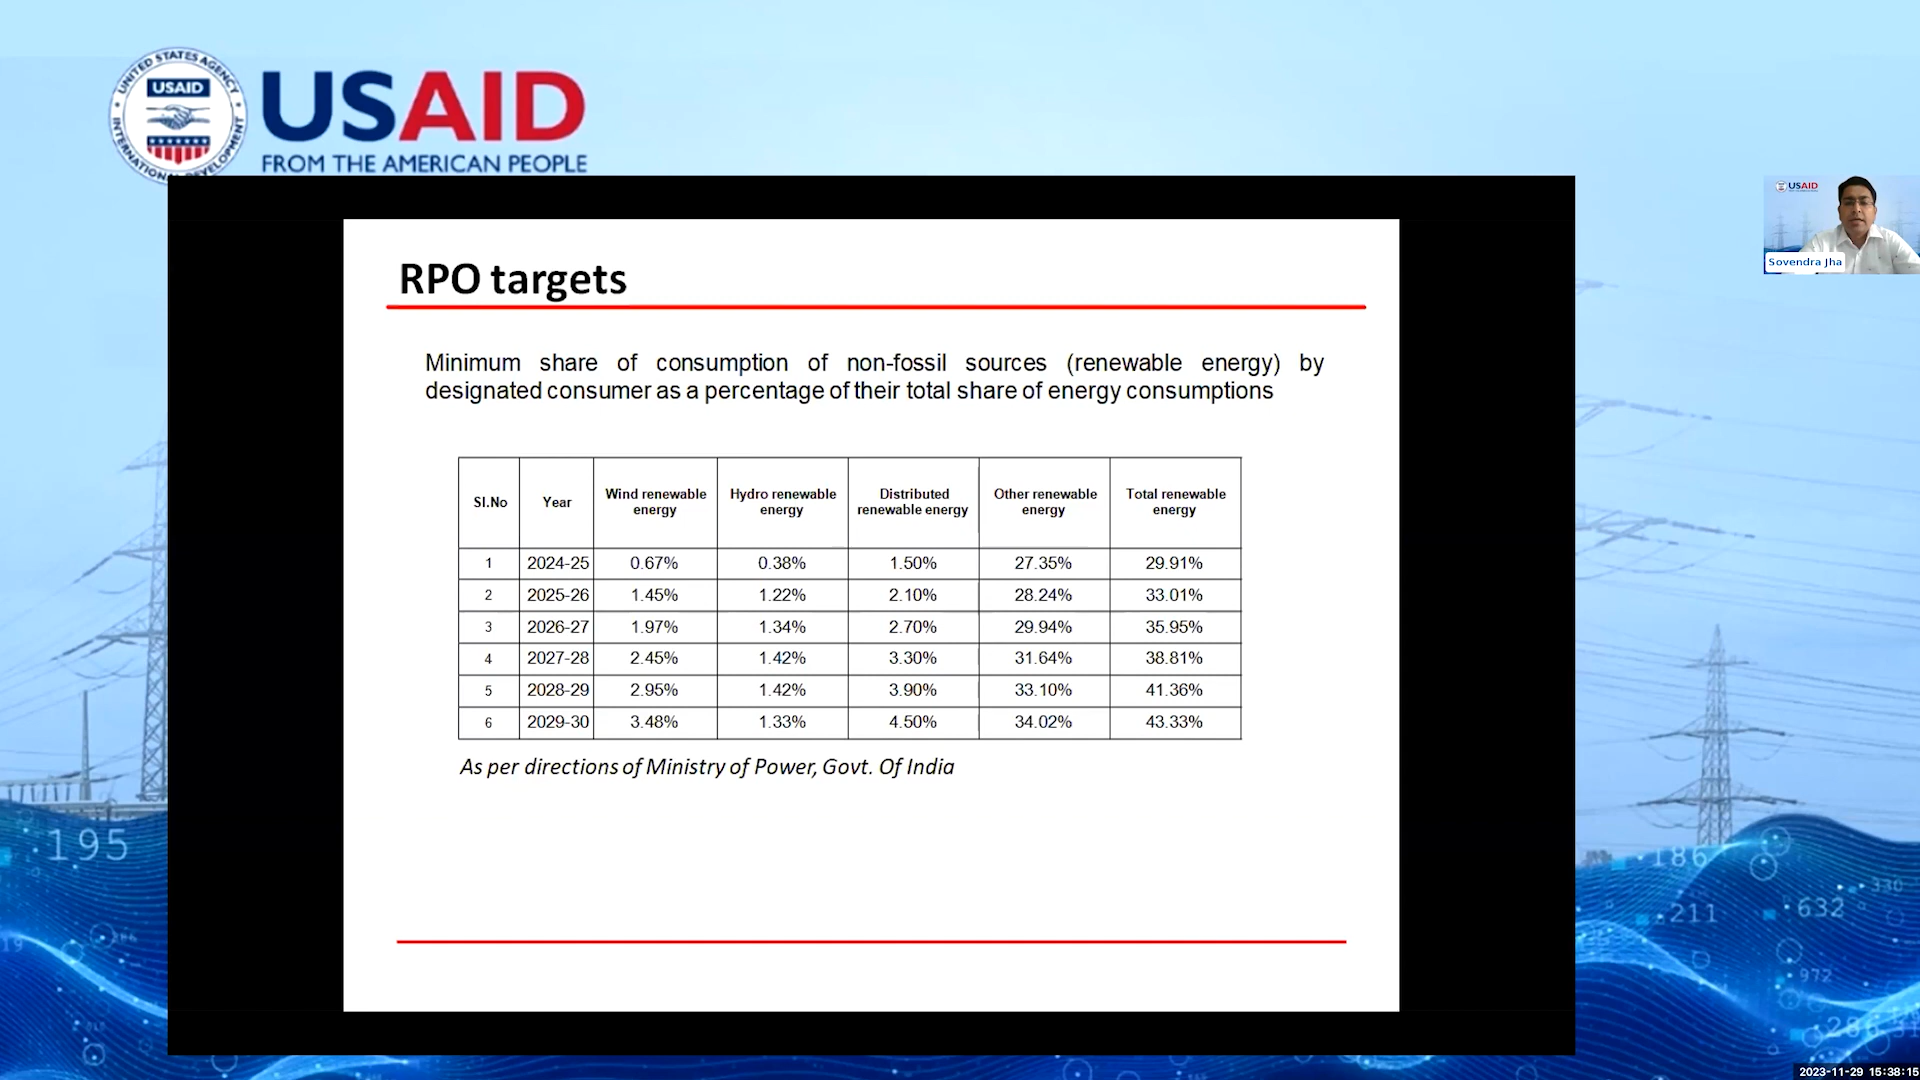 UNITED STATES AGENCY
USAID
INTERNATIONAL DEVELOPMENT
USAID
FROM THE AMERICAN PEOPLE
USAID
Sovendra Jha
RPO targets
Minimum share of consumption of non-fossil sources (renewable energy) by
designated consumer as a percentage of their total share of energy consumptions
Sl.No Year Wind renewable energy Hydro renewable energy Distributed renewable energy Other renewable energy Total renewable energy
1 2024-25 0.67% 0.38% 1.50% 27.35% 29.91%
2 2025-26 1.45% 1.22% 2.10% 28.24% 33.01%
3 2026-27 1.97% 1.34% 2.70% 29.94% 35.95%
4 2027-28 2.45% 1.42% 3.30% 31.64% 38.81%
5 2028-29 2.95% 1.42% 3.90% 33.10% 41.36%
6 2029-30 3.48% 1.33% 4.50% 34.02% 43.33%
As per directions of Ministry of Power, Govt. Of India
195
186
330
211
632
972
2023-11-29 15:38:15